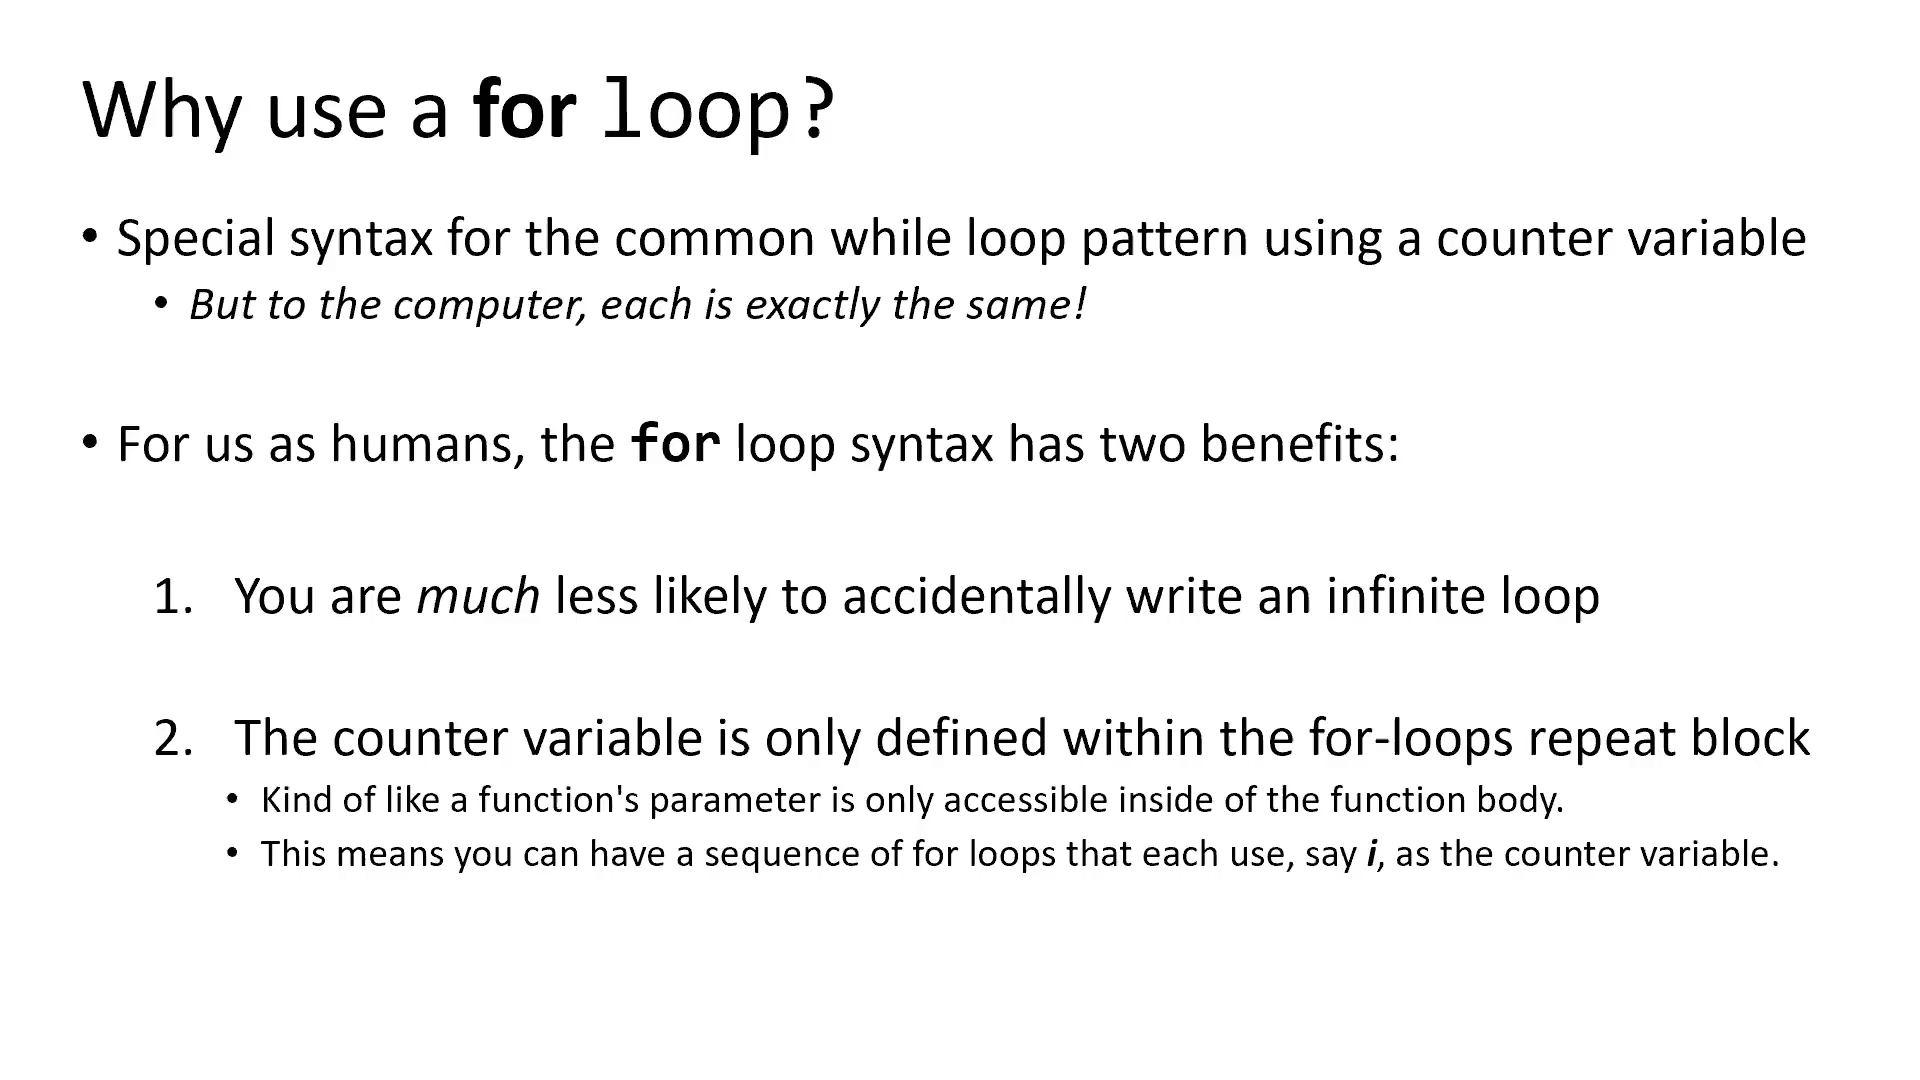 Why use a for loop?
• Special syntax for the common while loop pattern using a counter variable
• But to the computer, each is exactly the same!
• For us as humans, the for loop syntax has two benefits:
1. You are much less likely to accidentally write an infinite loop
2. The counter variable is only defined within the for-loops repeat block
• Kind of like a function's parameter is only accessible inside of the function body.
• This means you can have a sequence of for loops that each use, say i, as the counter variable.